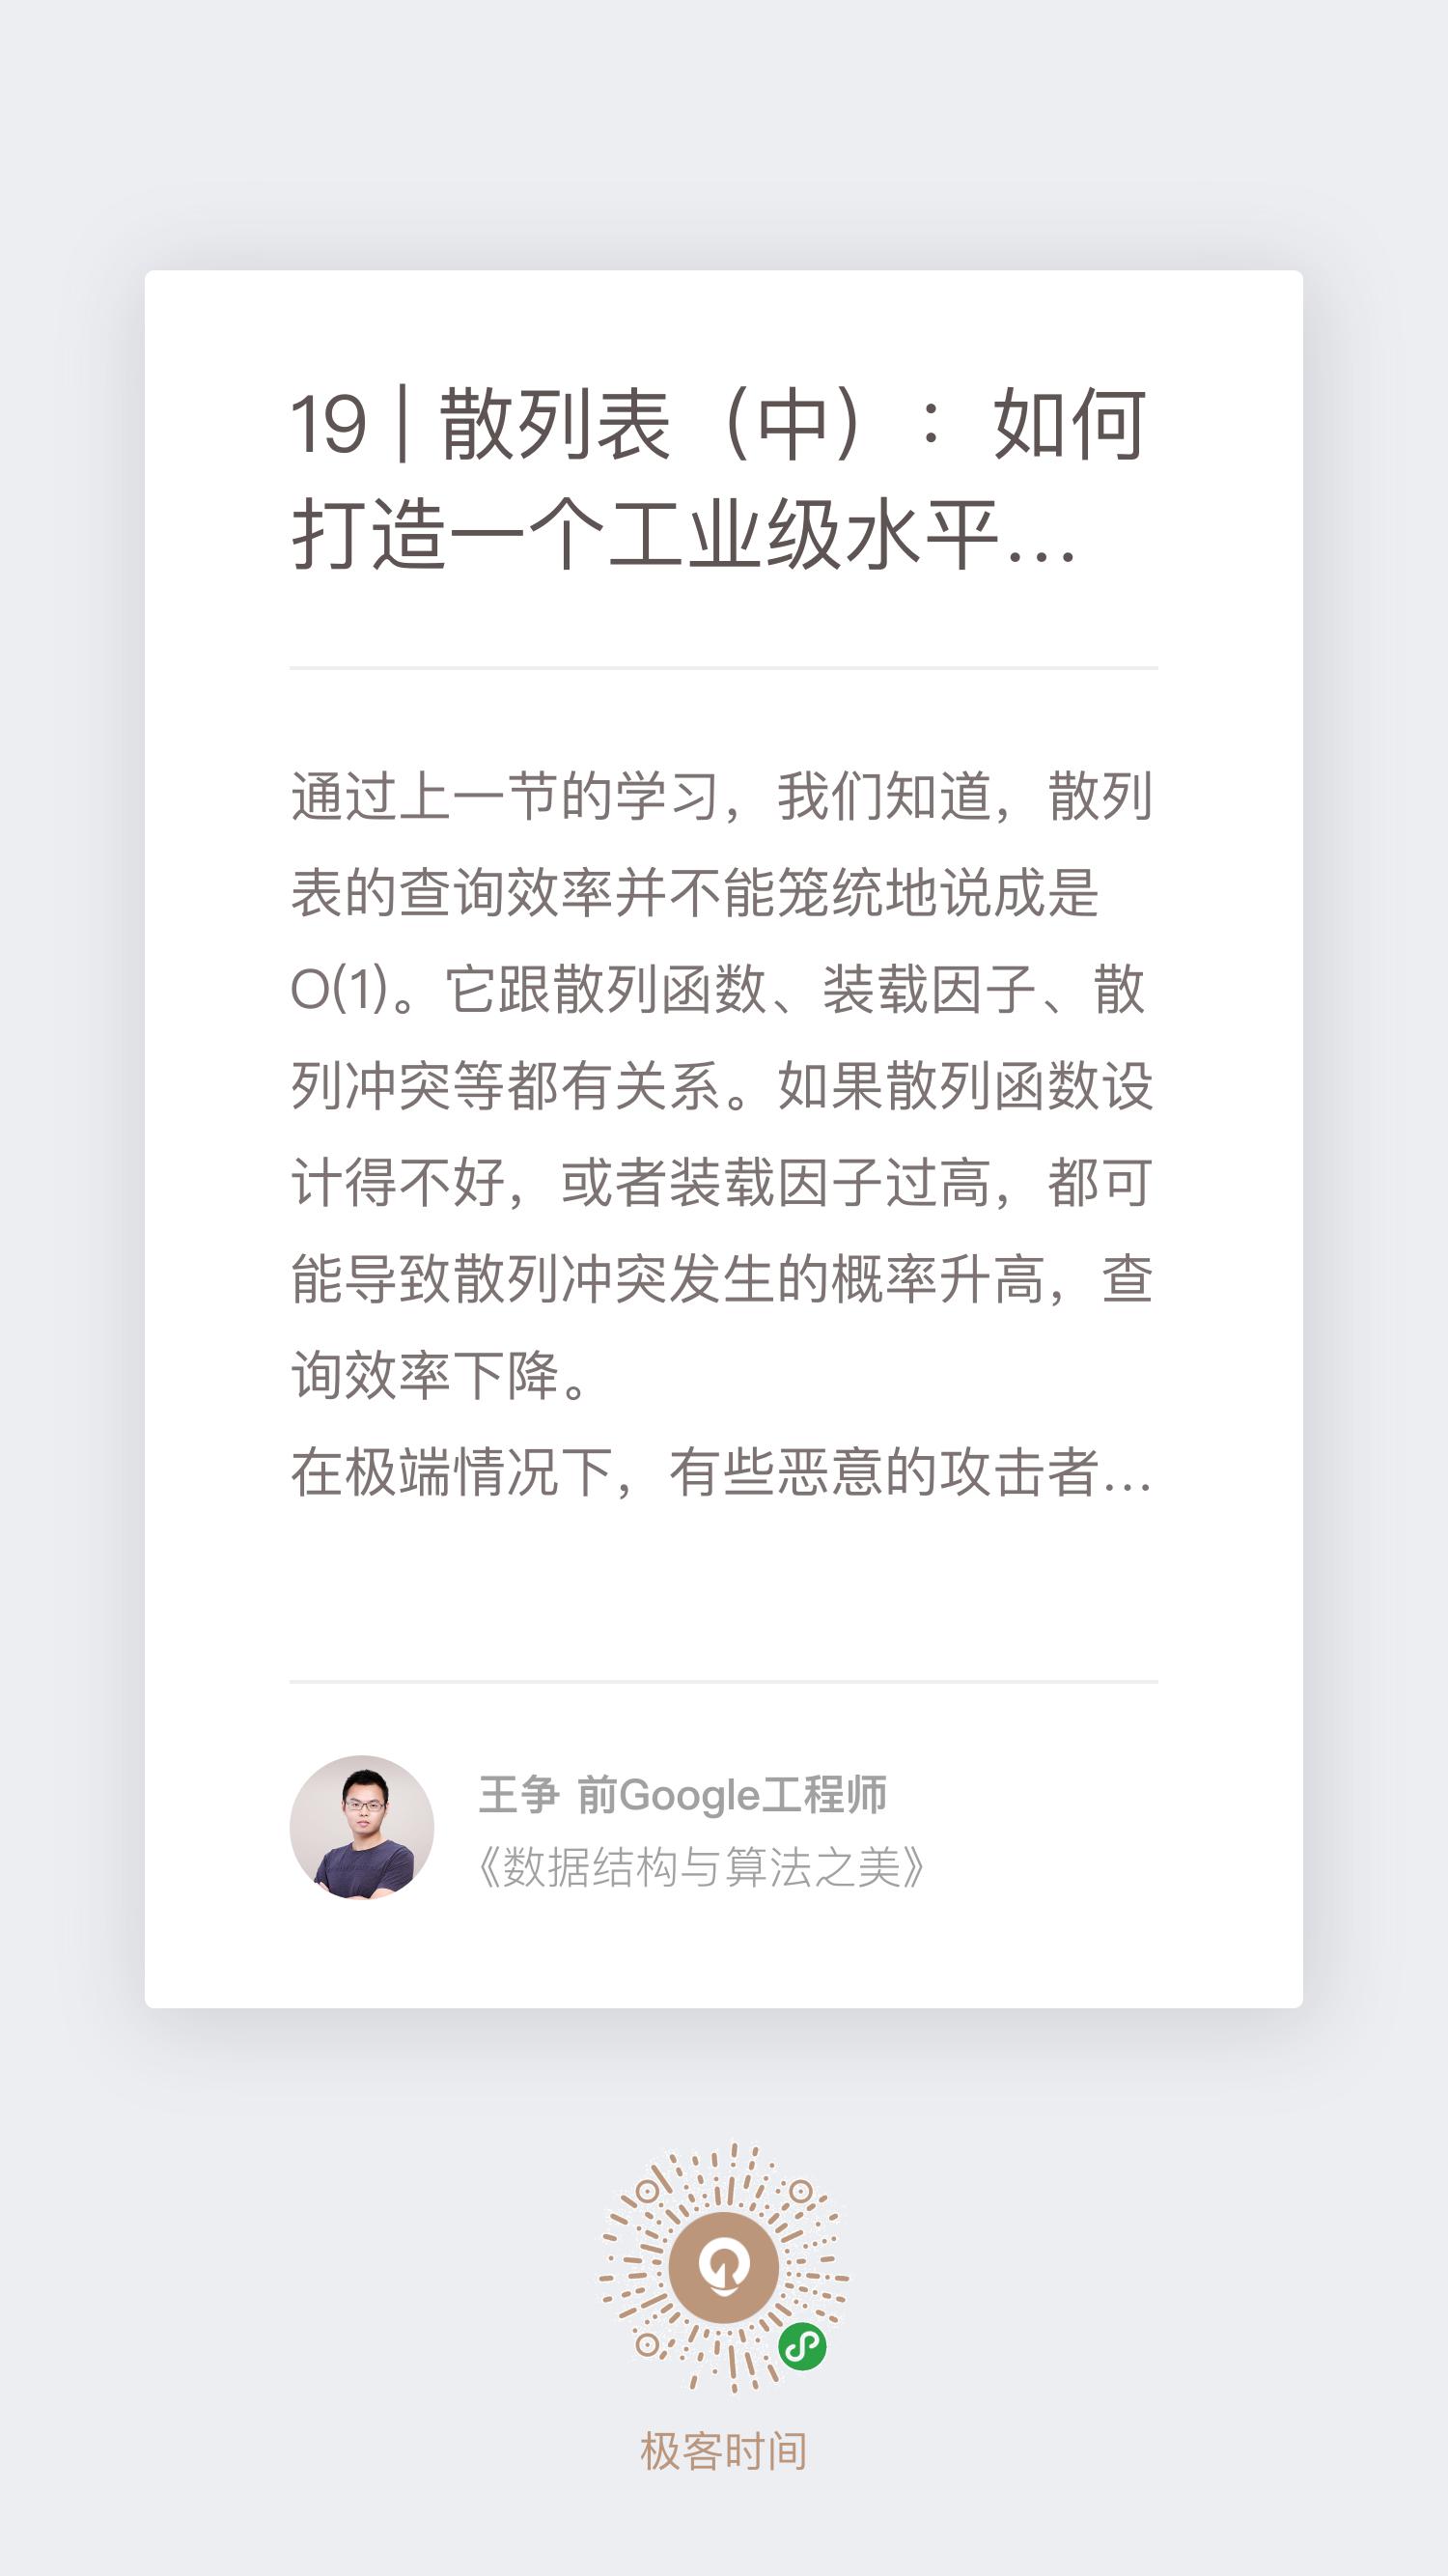 19 | 散列表（中）：如何
打造一个工业级水平…
通过上一节的学习，我们知道，散列
表的查询效率并不能笼统地说成是
O(1)。它跟散列函数、装载因子、散
列冲突等都有关系。如果散列函数设
计得不好，或者装载因子过高，都可
能导致散列冲突发生的概率升高，查
询效率下降。
在极端情况下，有些恶意的攻击者…
王争 前Google工程师
《数据结构与算法之美》
极客时间